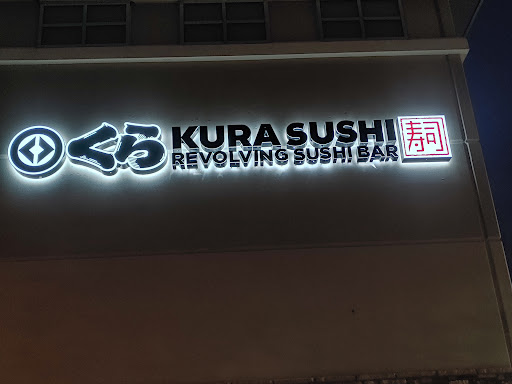 くら
KURA SUSHI
REVOLVING SUSHI BAR
寿司